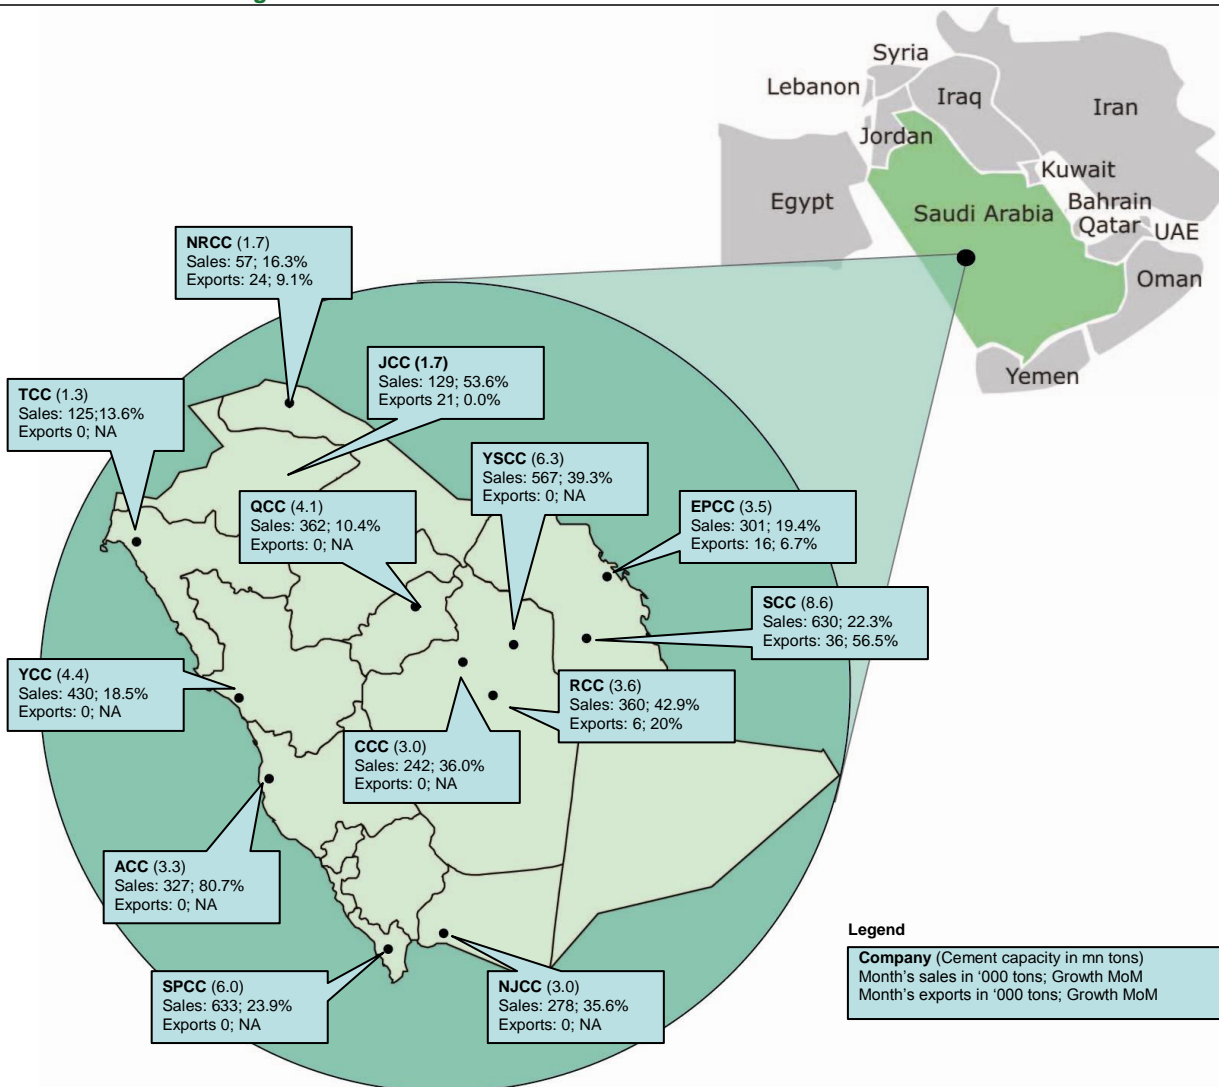 Syria
Lebanon
Iraq
Iran
Jordan
Kuwait
Egypt
Bahrain
Saudi Arabia
Qatar
UAE
Oman
Yemen
NRCC (1.7)
Sales: 57; 16.3%
Exports: 24; 9.1%
JCC (1.7)
Sales: 129; 53.6%
Exports 21; 0.0%
TCC (1.3)
Sales: 125;13.6%
Exports 0; NA
YSCC (6.3)
Sales: 567; 39.3%
Exports: 0; NA
QCC (4.1)
Sales: 362; 10.4%
Exports: 0; NA
EPCC (3.5)
Sales: 301; 19.4%
Exports: 16; 6.7%
SCC (8.6)
Sales: 630; 22.3%
Exports: 36; 56.5%
YCC (4.4)
Sales: 430; 18.5%
Exports: 0; NA
RCC (3.6)
Sales: 360; 42.9%
Exports: 6; 20%
CCC (3.0)
Sales: 242; 36.0%
Exports: 0; NA
ACC (3.3)
Sales: 327; 80.7%
Exports: 0; NA
SPCC (6.0)
Sales: 633; 23.9%
Exports 0; NA
NJCC (3.0)
Sales: 278; 35.6%
Exports: 0; NA
Legend
Company (Cement capacity in mn tons)
Month's sales in ‘000 tons; Growth MoM
Month's exports in ‘000 tons; Growth MoM